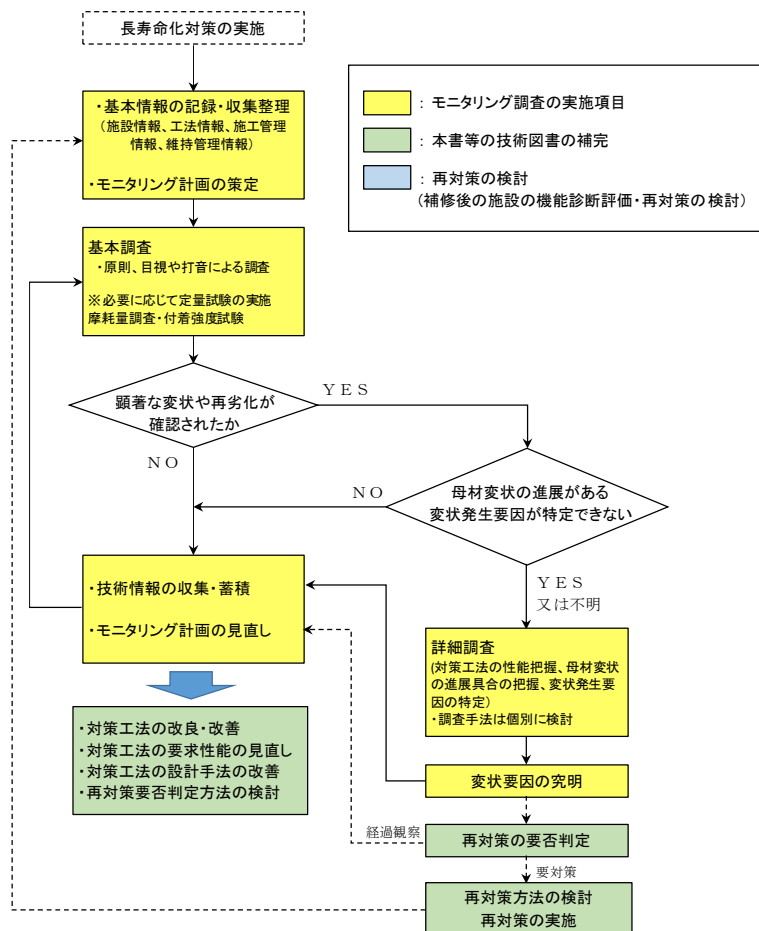 長寿命化対策の実施
・基本情報の記録・収集整理
（施設情報、工法情報、施工管理
情報、維持管理情報）
・モニタリング計画の策定
：モニタリング調査の実施項目
：本書等の技術図書の補完
：再対策の検討
（補修後の施設の機能診断評価・再対策の検討）
基本調査
・原則、目視や打音による調査
※必要に応じて定量試験の実施
摩耗量調査・付着強度試験
顕著な変状や再劣化が
確認されたか
ＹＥＳ
ＮＯ
母材変状の進展がある
変状発生要因が特定できない
ＮＯ
ＹＥＳ
又は不明
・技術情報の収集・蓄積
・モニタリング計画の見直し
詳細調査
(対策工法の性能把握、母材変状
の進展具合の把握、変状発生要
因の特定)
・調査手法は個別に検討
・対策工法の改良・改善
・対策工法の要求性能の見直し
・対策工法の設計手法の改善
・再対策要否判定方法の検討
変状要因の究明
経過観察
再対策の要否判定
要対策
再対策方法の検討
再対策の実施